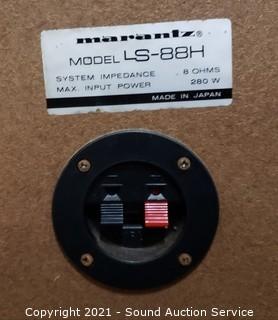 marantz®
MODEL LS-88H
SYSTEM IMPEDANCE 8 OHMS
MAX. INPUT POWER 280 W
MADE IN JAPAN
Copyright 2021 - Sound Auction Service